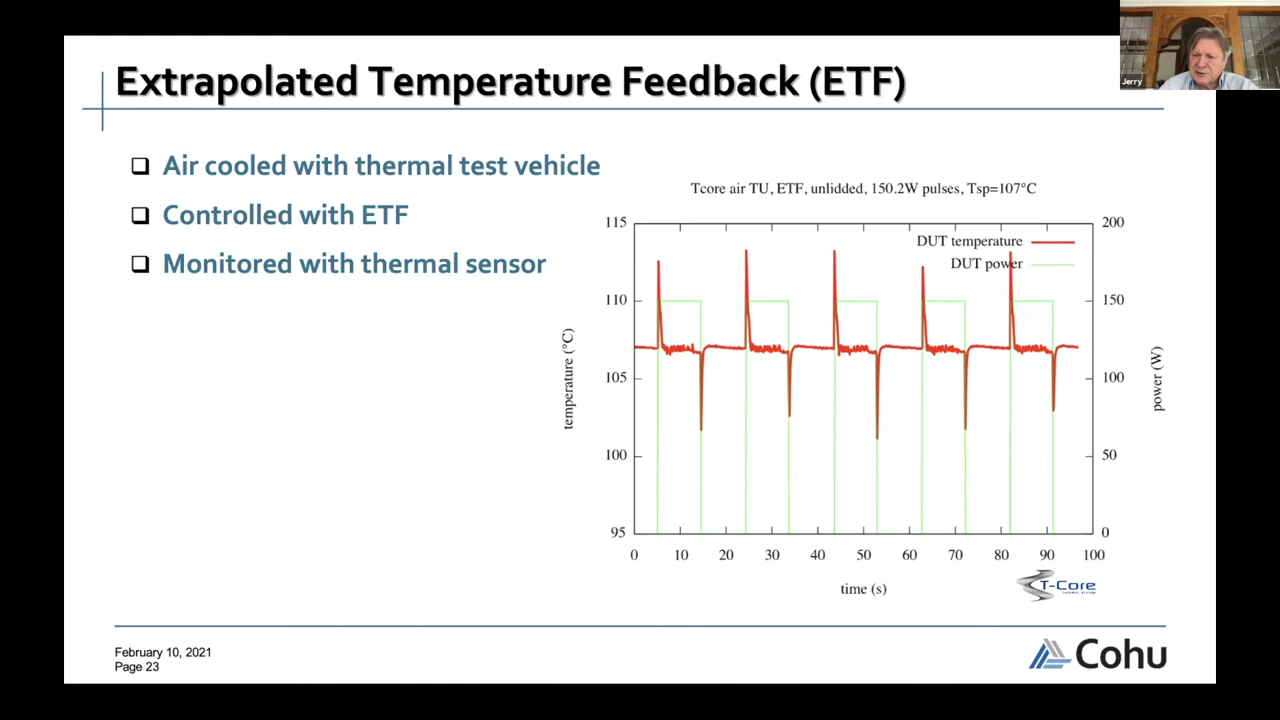 Extrapolated Temperature Feedback (ETF)
Jerry
Air cooled with thermal test vehicle
Controlled with ETF
Monitored with thermal sensor
Tcore air TU, ETF, unlidded, 150.2W pulses, Tsp=107°C
DUT temperature
DUT power
115
110
105
100
95
temperature (°C)
200
150
100
50
0
power (W)
0 10 20 30 40 50 60 70 80 90 100
time (s)
T-Core
February 10, 2021
Page 23
Cohu